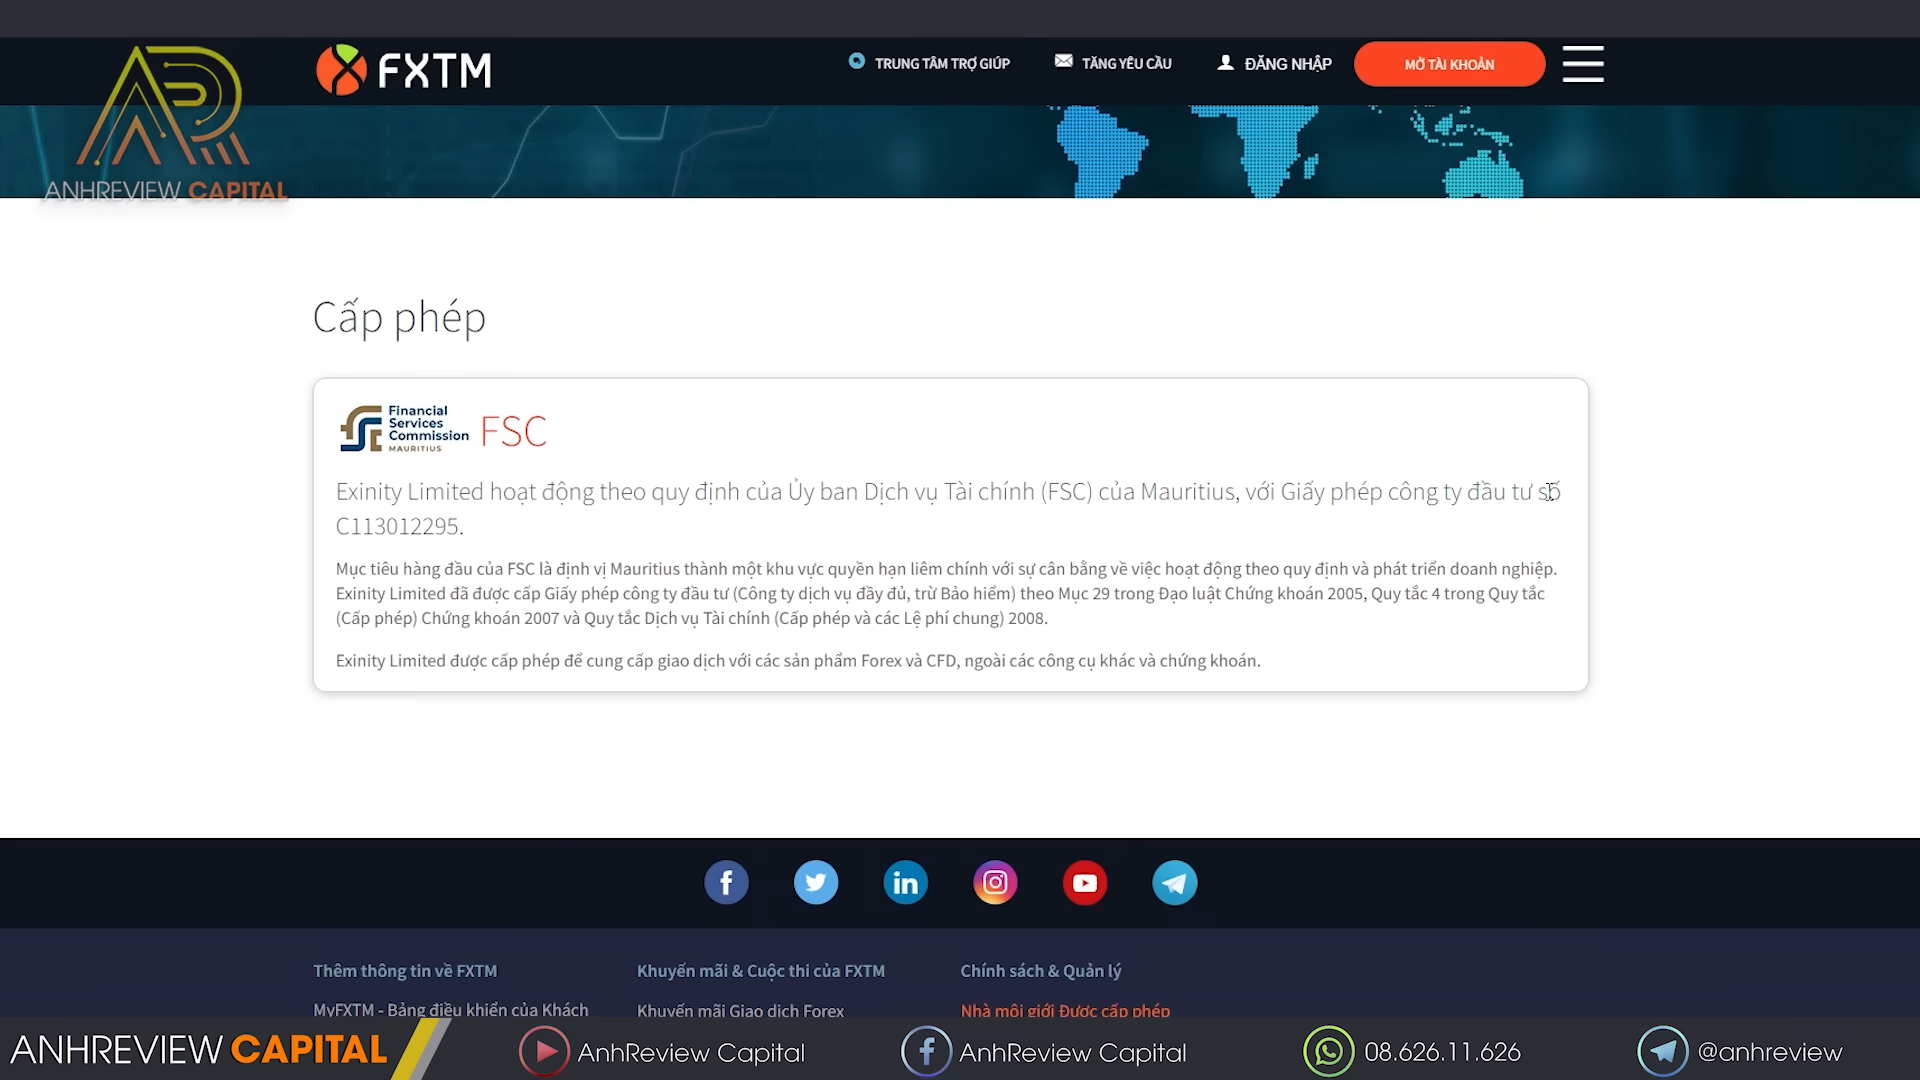 FXTM
TRUNG TÂM TRỢ GIÚP
TĂNG YÊU CẦU
ĐĂNG NHẬP
MỞ TÀI KHOẢN
ANHREVIEW CAPITAL
Cấp phép
Financial
Services
Commission
MAURITIUS
FSC
Exinity Limited hoạt động theo quy định của Ủy ban Dịch vụ Tài chính (FSC) của Mauritius, với Giấy phép công ty đầu tư số
C113012295.
Mục tiêu hàng đầu của FSC là định vị Mauritius thành một khu vực quyền hạn liêm chính với sự cân bằng về việc hoạt động theo quy định và phát triển doanh nghiệp.
Exinity Limited đã được cấp Giấy phép công ty đầu tư (Công ty dịch vụ đầy đủ, trừ Bảo hiểm) theo Mục 29 trong Đạo luật Chứng khoán 2005, Quy tắc 4 trong Quy tắc
(Cấp phép) Chứng khoán 2007 và Quy tắc Dịch vụ Tài chính (Cấp phép và các Lệ phí chung) 2008.
Exinity Limited được cấp phép để cung cấp giao dịch với các sản phẩm Forex và CFD, ngoài các công cụ khác và chứng khoán.
Thêm thông tin về FXTM
Khuyến mãi & Cuộc thi của FXTM
Chính sách & Quản lý
MyFXTM - Bảng điều khiển của Khách
Khuyến mãi Giao dịch Forex
Nhà môi giới Được cấp phép
ANHREVIEW CAPITAL
AnhReview Capital
AnhReview Capital
08.626.11.626
@anhreview